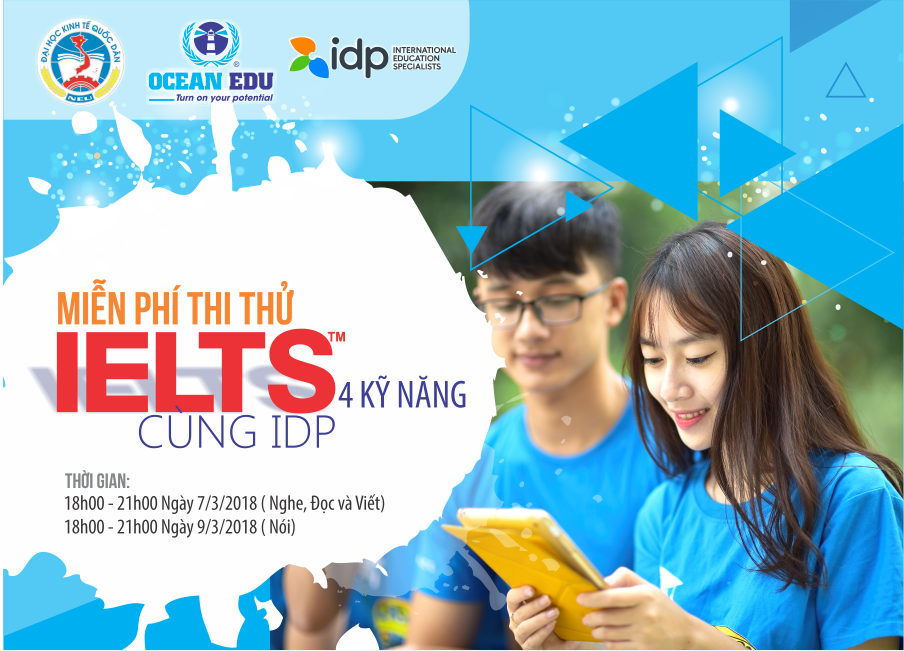 ĐẠI HỌC KINH TẾ QUỐC DÂN
NEU
OCEAN EDU
®
Turn on your potential
idp INTERNATIONAL
EDUCATION
SPECIALISTS
MIỄN PHÍ THI THỬ
IELTS™
4 KỸ NĂNG
CÙNG IDP
THỜI GIAN:
18h00 - 21h00 Ngày 7/3/2018 ( Nghe, Đọc và Viết)
18h00 - 21h00 Ngày 9/3/2018 ( Nói)